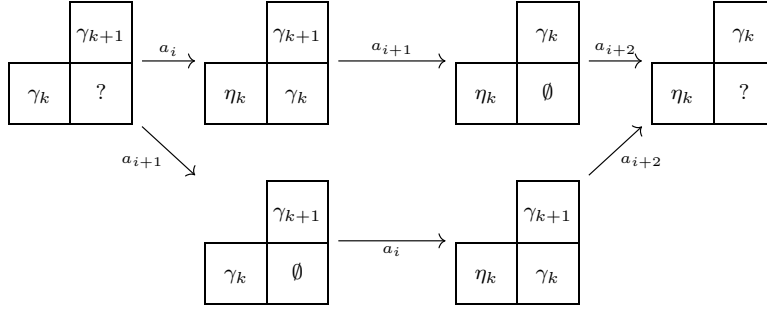 γ_{k+1} γ_{k+1} γ_k γ_k
a_i a_{i+1} a_{i+2}
γ_k ? η_k γ_k η_k ∅ η_k ?
a_{i+1} a_{i+2}
γ_{k+1} γ_{k+1}
a_i
γ_k ∅ η_k γ_k